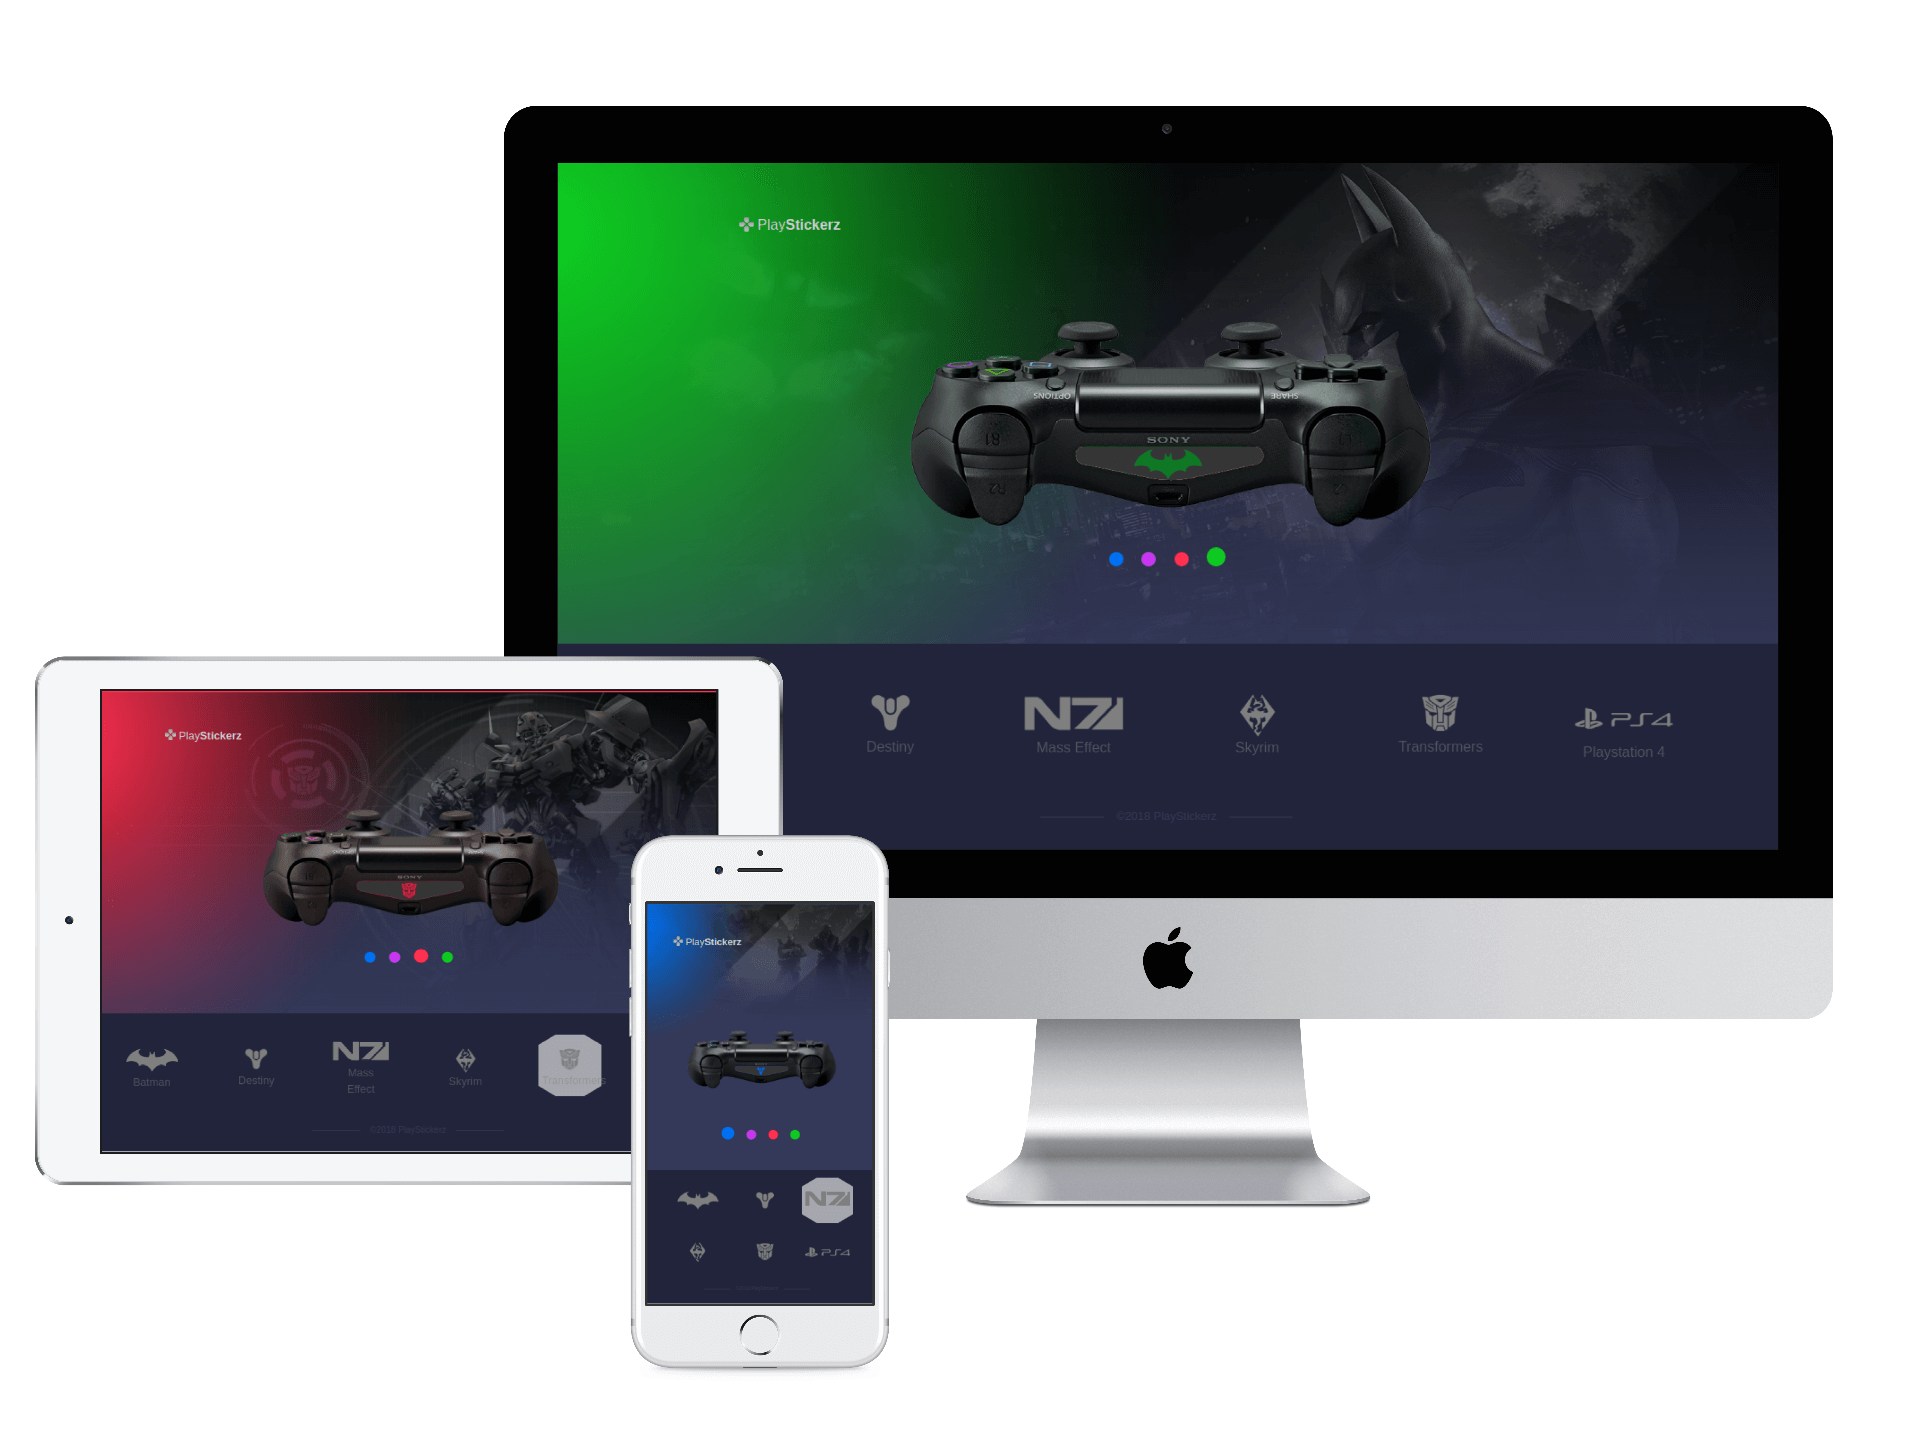 PlayStickerz
OPTIONS
SHARE
SONY
R1
L1
R2
Destiny
N7
Mass Effect
Skyrim
Transformers
PS4
Playstation 4
©2018 PlayStickerz
PlayStickerz
SONY
Batman
Destiny
N7
Mass
Effect
Skyrim
Transformers
©2018 PlayStickerz
PlayStickerz
N7
PS4